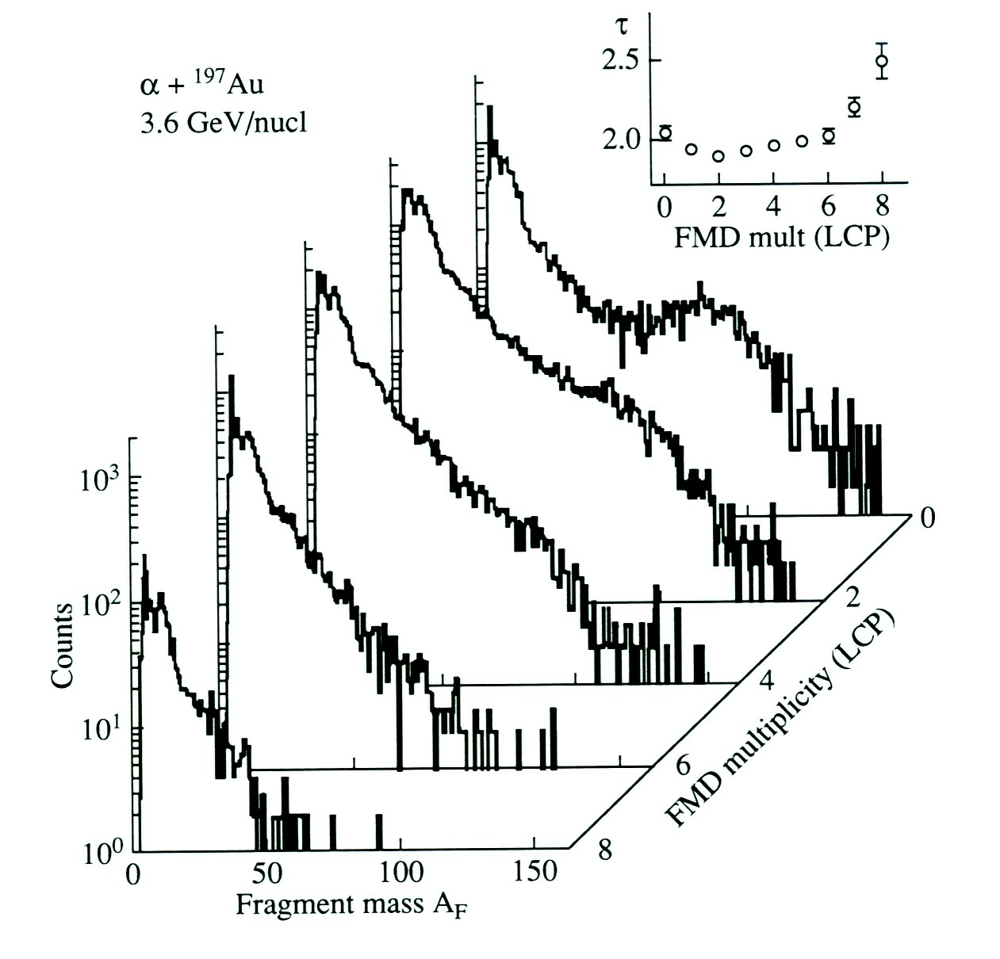 α + ¹⁹⁷Au
3.6 GeV/nucl
τ
2.5
2.0
0 2 4 6 8
FMD mult (LCP)
Counts
10³
10²
10¹
10⁰
0 50 100 150
Fragment mass A_F
0
2
4
6
8
FMD multiplicity (LCP)